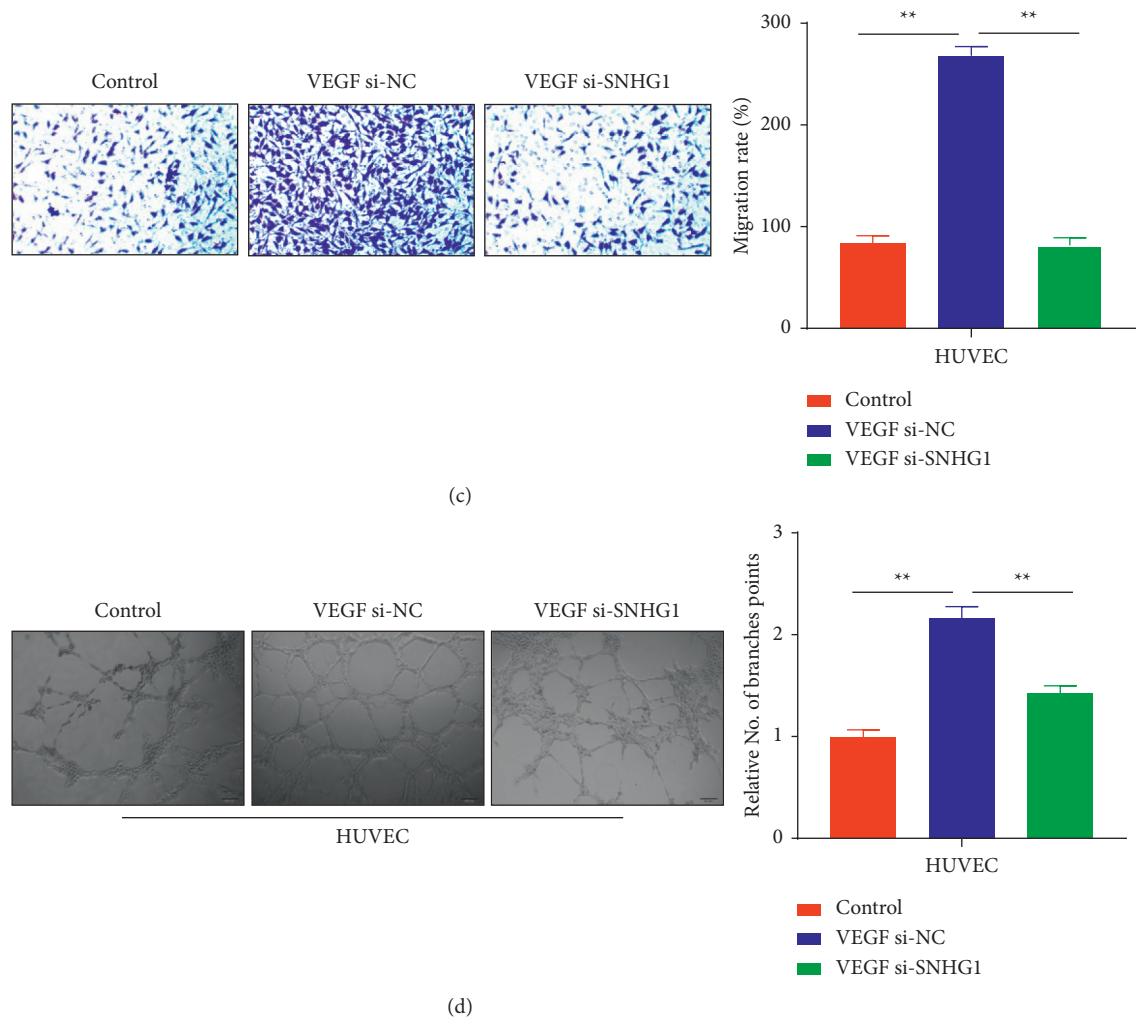 Control
VEGF si-NC
VEGF si-SNHG1
Migration rate (%)
300
200
100
0
**
**
HUVEC
Control
VEGF si-NC
VEGF si-SNHG1
(c)
Control
VEGF si-NC
VEGF si-SNHG1
HUVEC
Relative No. of branches points
3
2
1
0
**
**
HUVEC
Control
VEGF si-NC
VEGF si-SNHG1
(d)